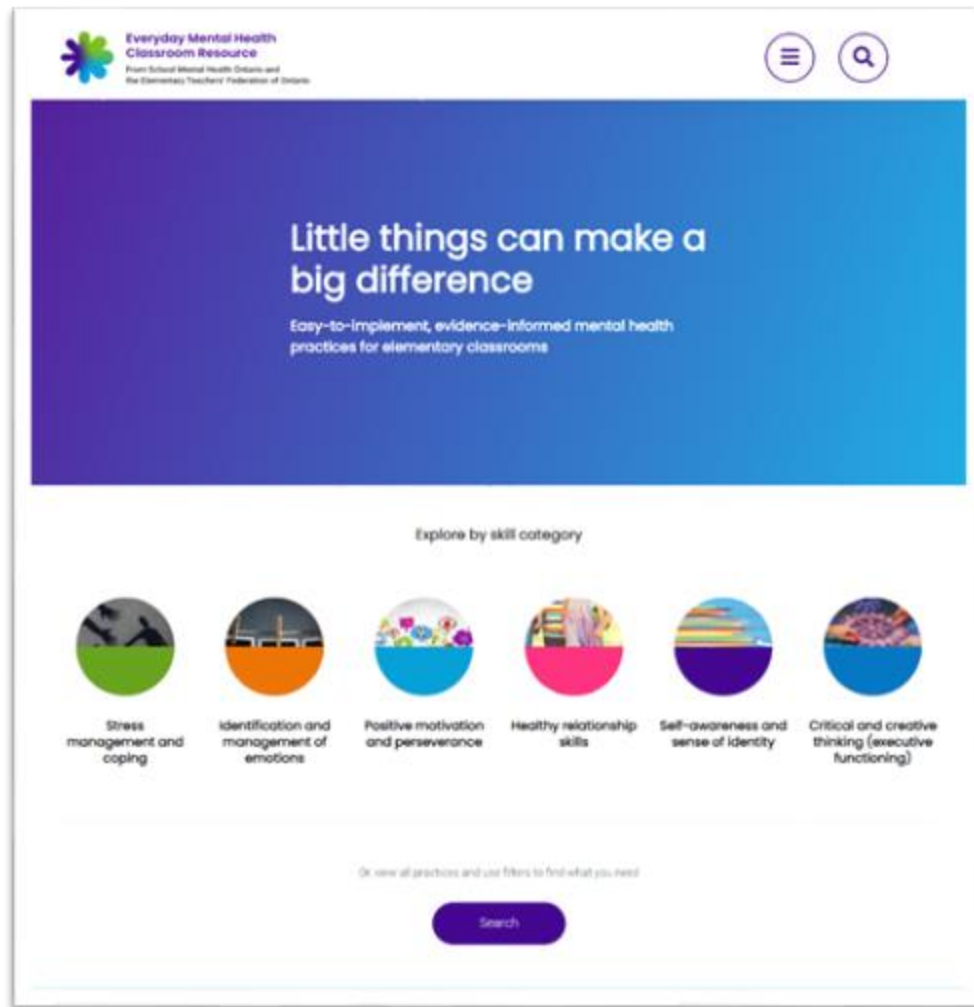 Everyday Mental Health
Classroom Resource
From School Mental Health Ontario and
the Elementary Teachers' Federation of Ontario
Little things can make a
big difference
Easy-to-implement, evidence-informed mental health
practices for elementary classrooms
Explore by skill category
Stress
management and
coping
Identification and
management of
emotions
Positive motivation
and perseverance
Healthy relationship
skills
Self-awareness and
sense of identity
Critical and creative
thinking (executive
functioning)
Or, view all practices and use filters to find what you need
Search